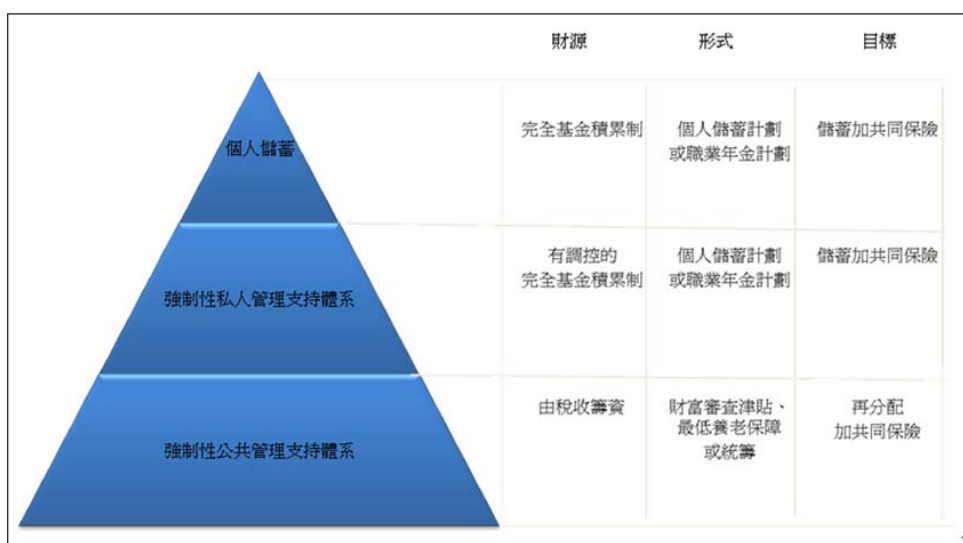 財源 形式 目標
個人儲蓄
完全基金積累制
個人儲蓄計劃
或職業年金計劃
儲蓄加共同保險
強制性私人管理支持體系
有調控的
完全基金積累制
個人儲蓄計劃
或職業年金計劃
儲蓄加共同保險
強制性公共管理支持體系
由稅收籌資
財富審查津貼、
最低養老保障
或統籌
再分配
加共同保險